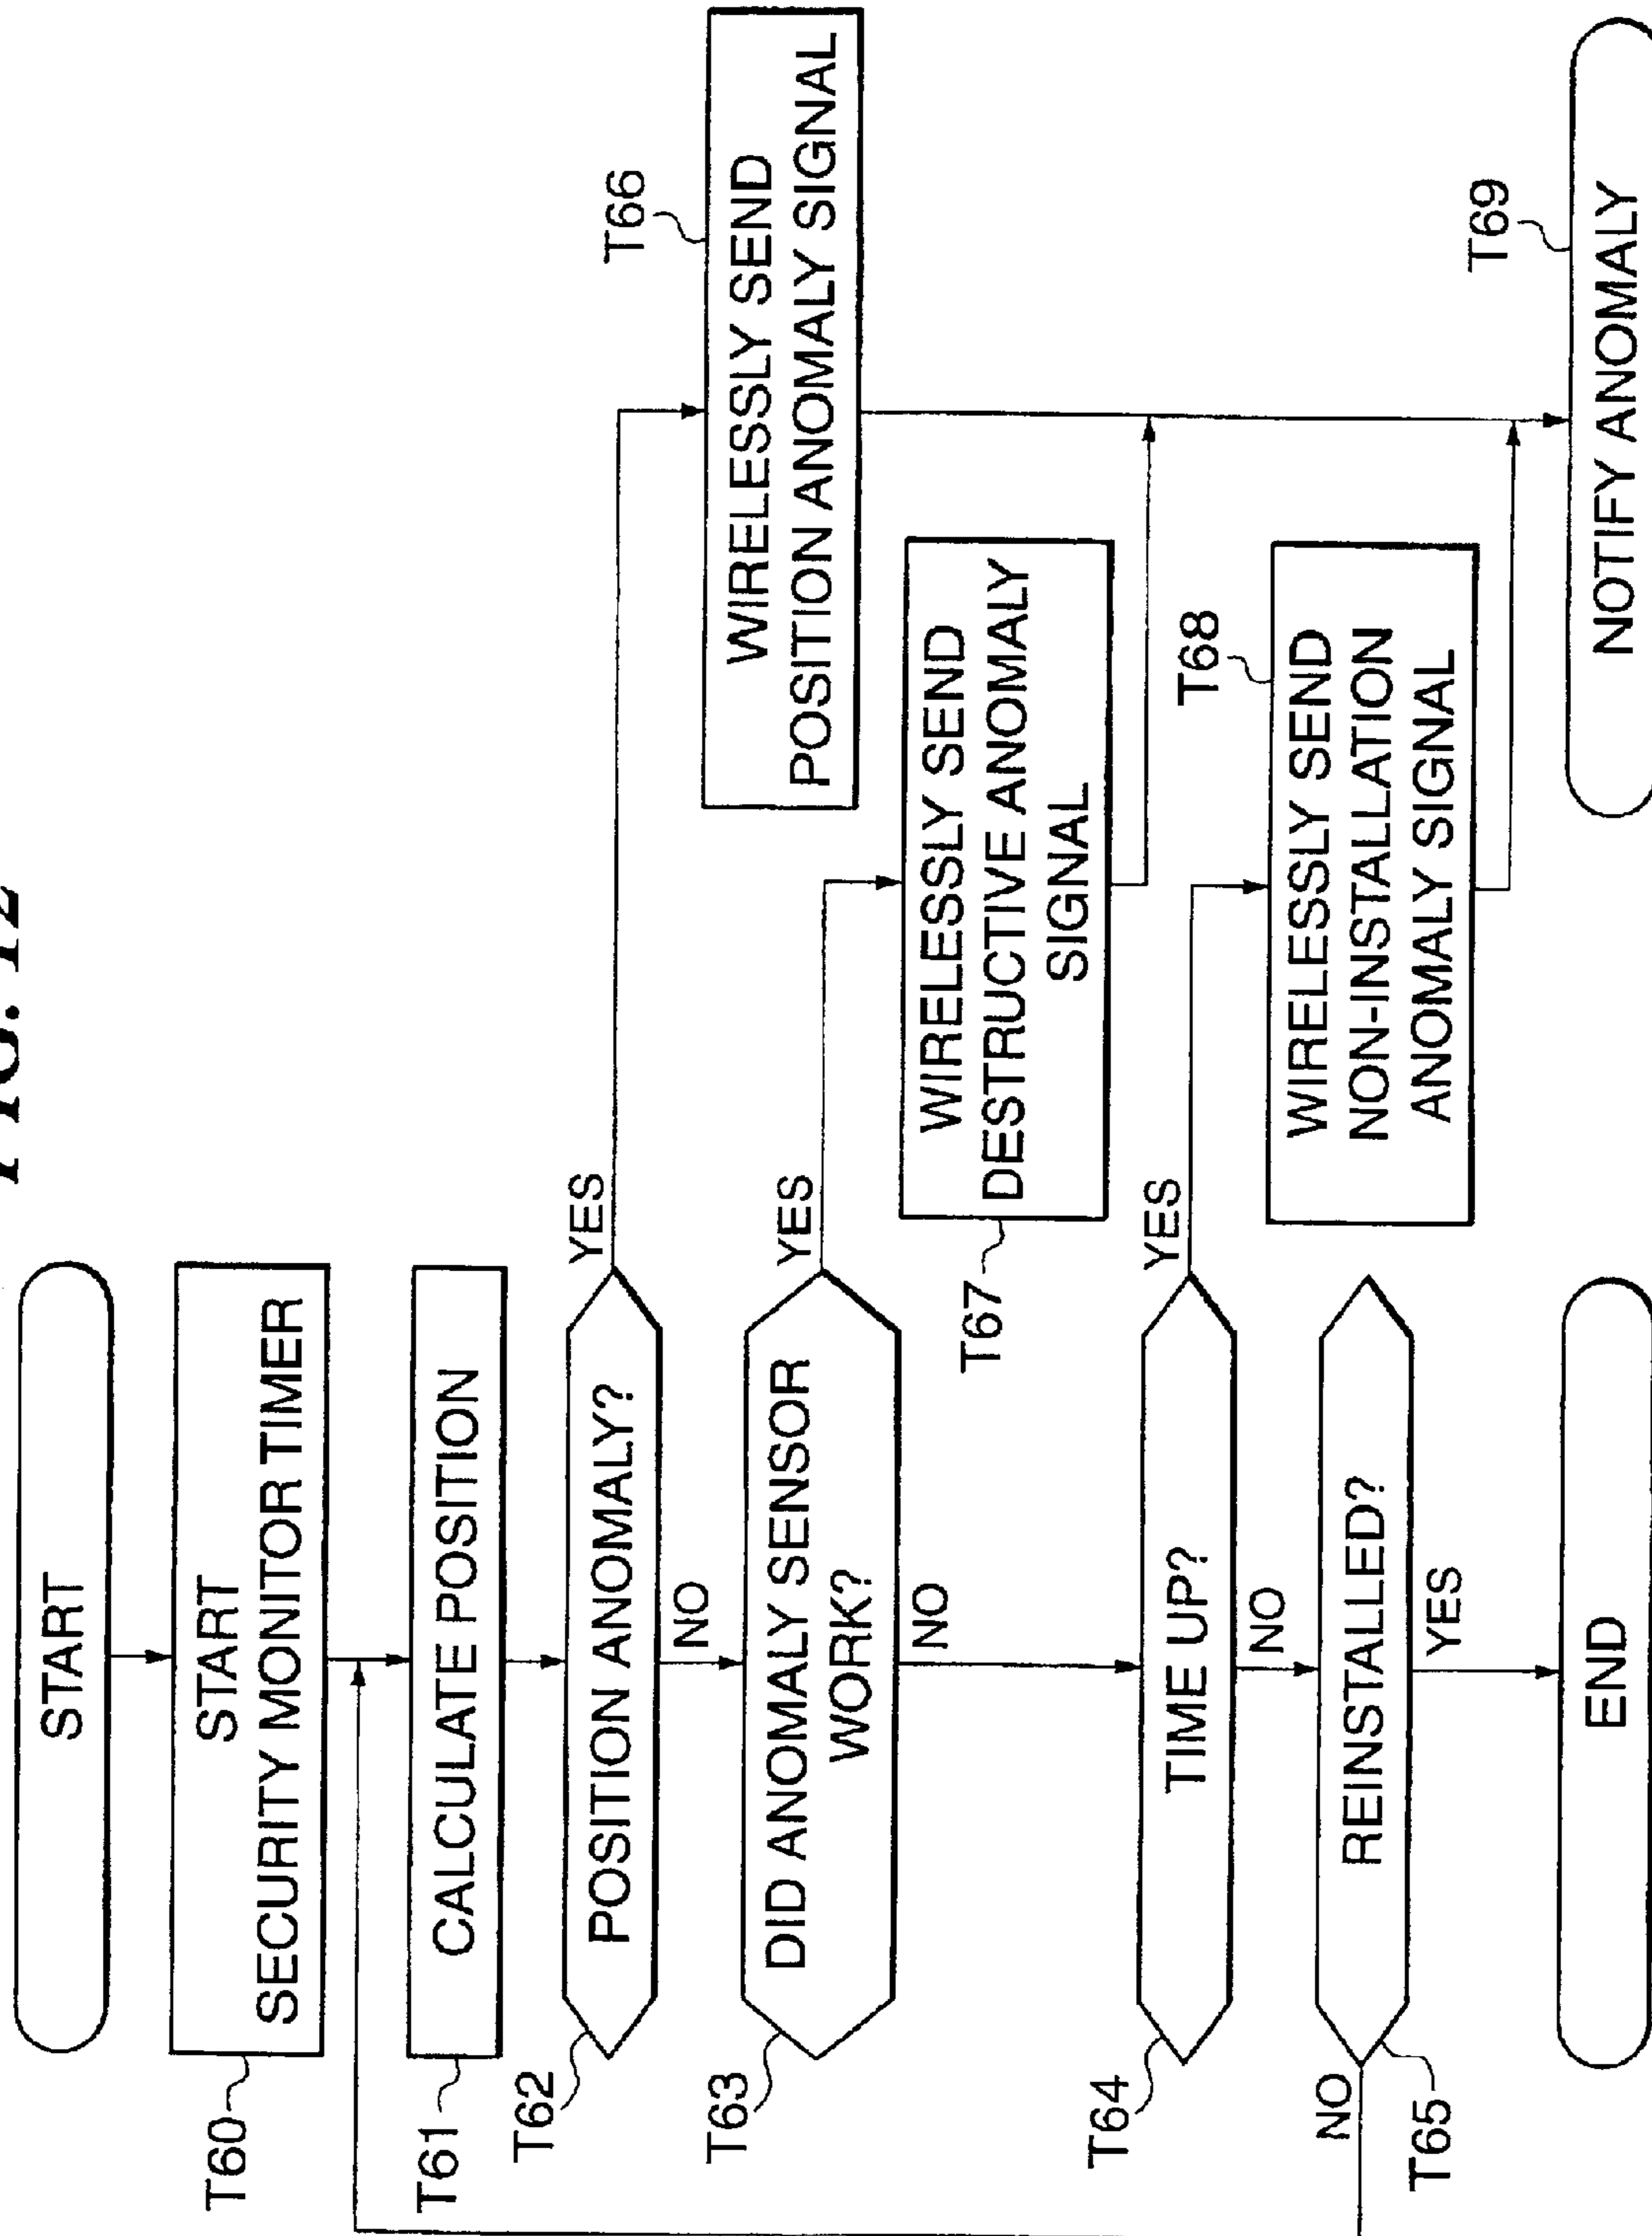 FIG. 12
START
T60
START
SECURITY MONITOR TIMER
T61
CALCULATE POSITION
T62
POSITION ANOMALY?
YES
NO
T66
WIRELESSLY SEND
POSITION ANOMALY SIGNAL
T63
DID ANOMALY SENSOR
WORK?
YES
NO
T67
WIRELESSLY SEND
DESTRUCTIVE ANOMALY
SIGNAL
T64
TIME UP?
YES
NO
T68
WIRELESSLY SEND
NON-INSTALLATION
ANOMALY SIGNAL
T65
REINSTALLED?
NO
YES
END
T69
NOTIFY ANOMALY